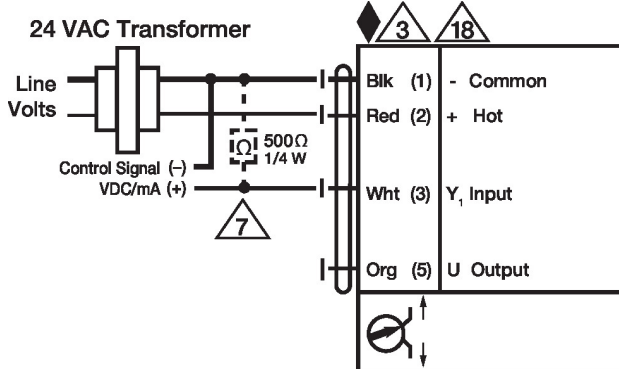 24 VAC Transformer
3
18
Line
Volts
Blk (1) - Common
Red (2) + Hot
Ω
500Ω
1/4 W
Control Signal (–)
VDC/mA (+)
Wht (3) Y₁ Input
7
Org (5) U Output